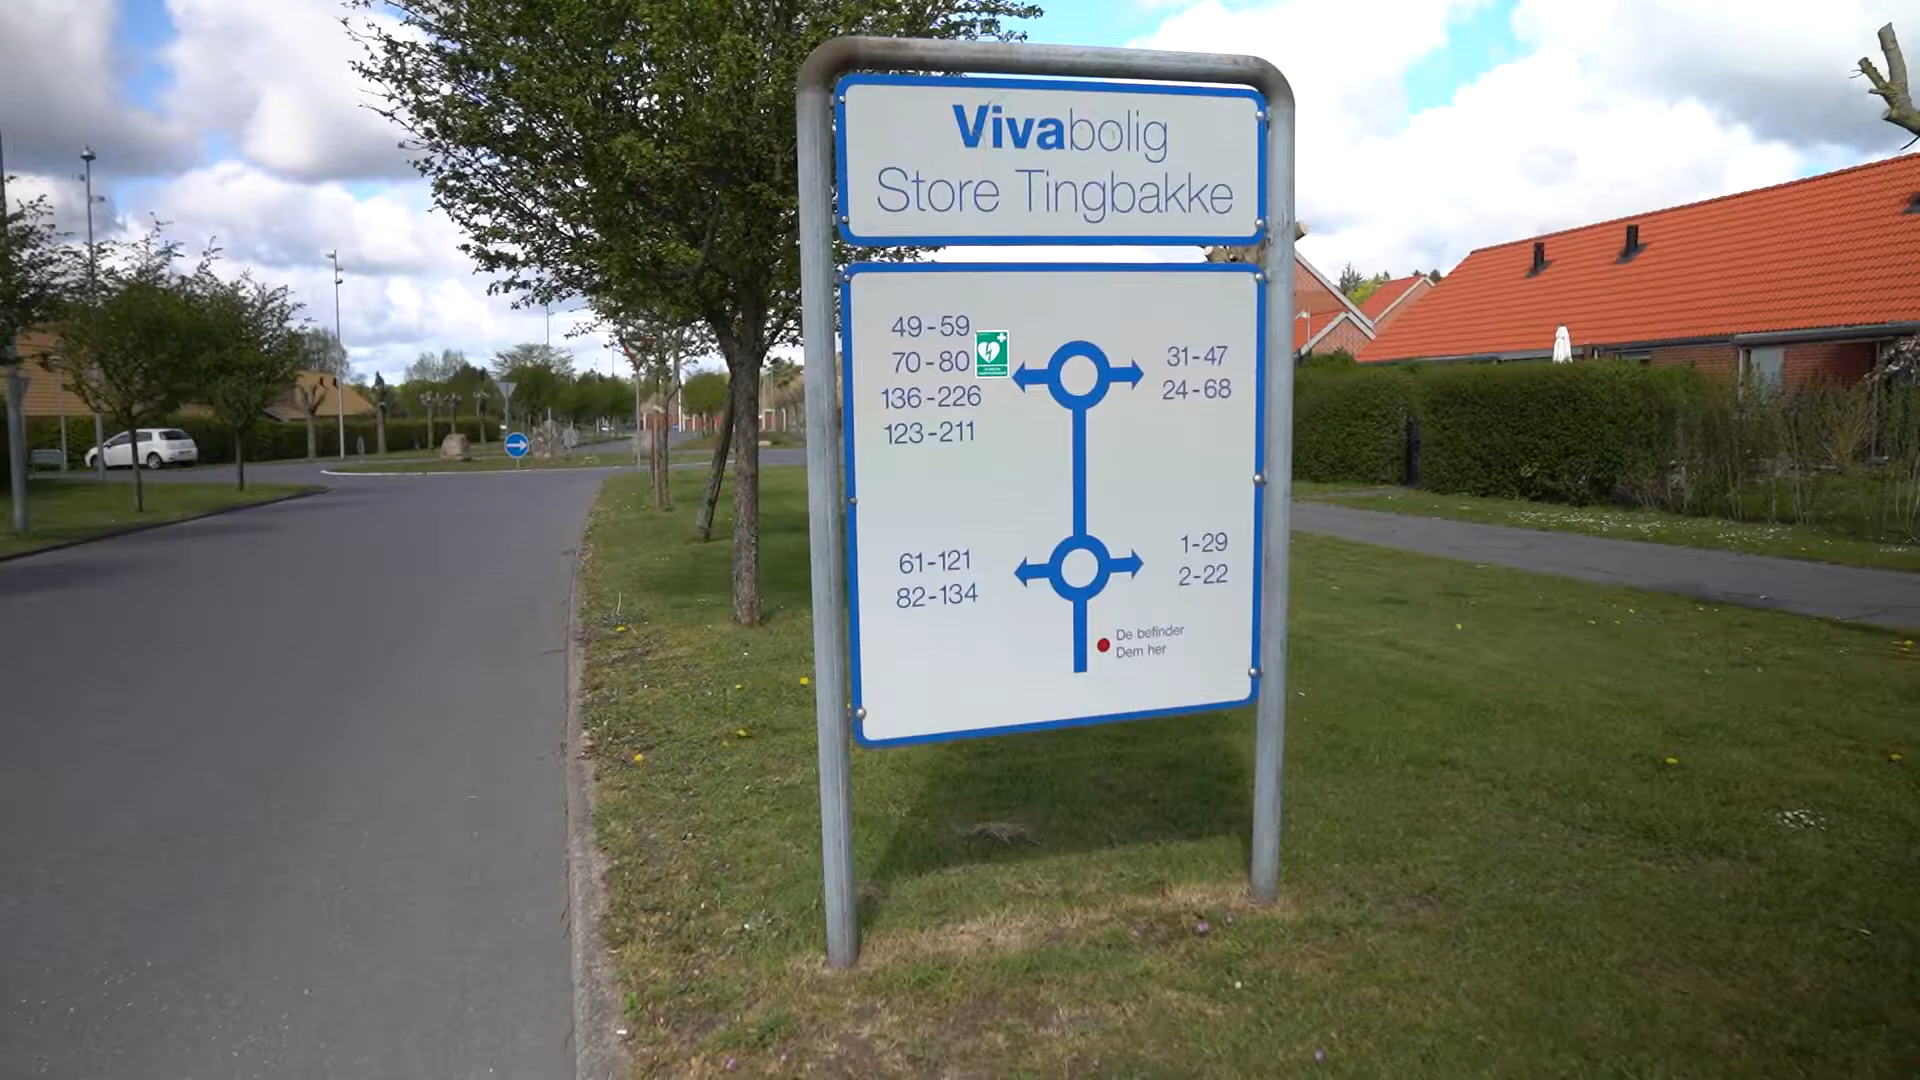 Vivabolig
Store Tingbakke
49-59
70-80
136-226
123-211
31-47
24-68
61-121
82-134
1-29
2-22
De befinder
Dem her